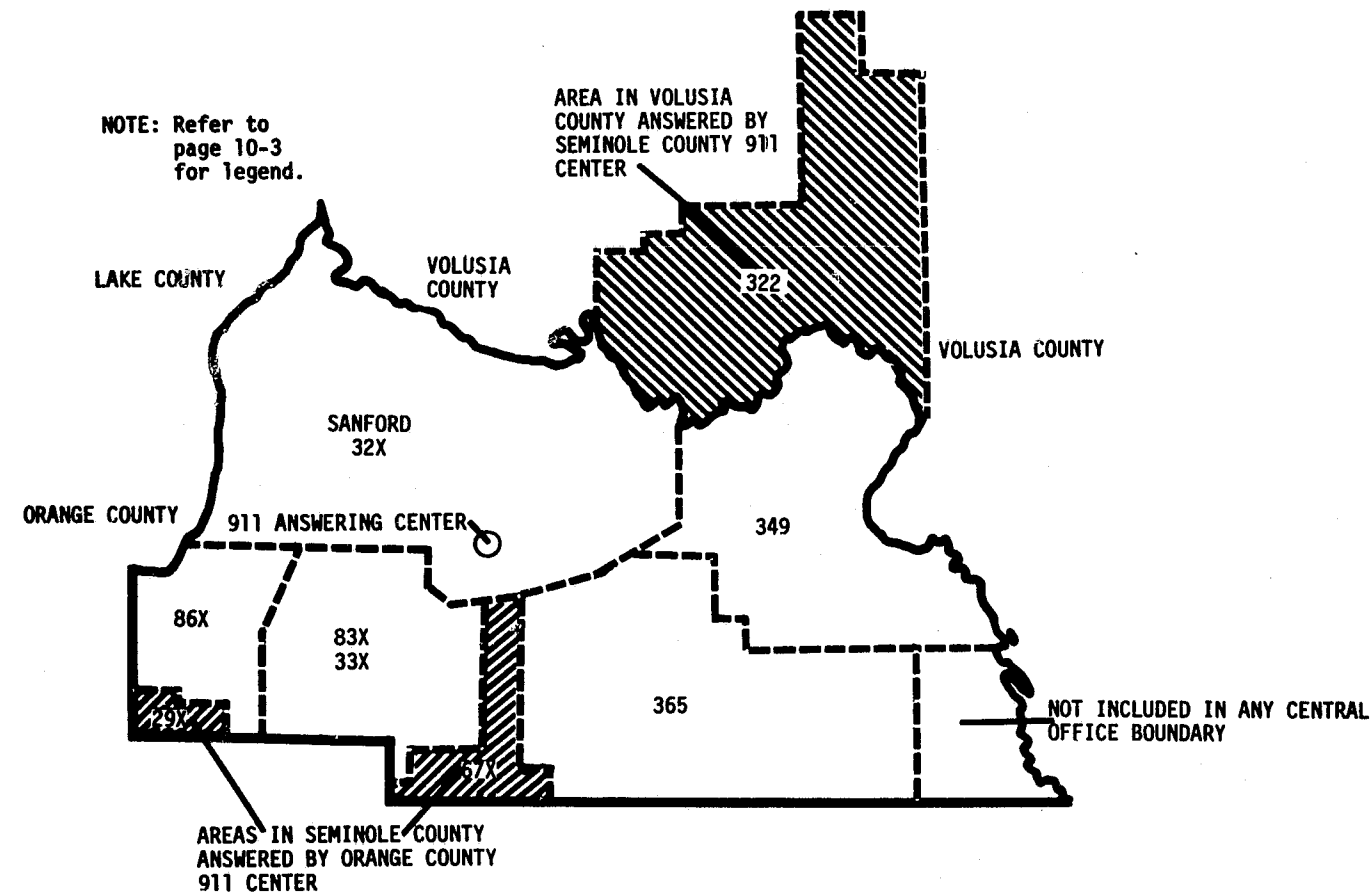 NOTE: Refer to
page 10-3
for legend.
AREA IN VOLUSIA
COUNTY ANSWERED BY
SEMINOLE COUNTY 911
CENTER
LAKE COUNTY
VOLUSIA
COUNTY
322
VOLUSIA COUNTY
SANFORD
32X
ORANGE COUNTY
911 ANSWERING CENTER
349
86X
83X
33X
365
29X
67X
NOT INCLUDED IN ANY CENTRAL
OFFICE BOUNDARY
AREAS IN SEMINOLE COUNTY
ANSWERED BY ORANGE COUNTY
911 CENTER